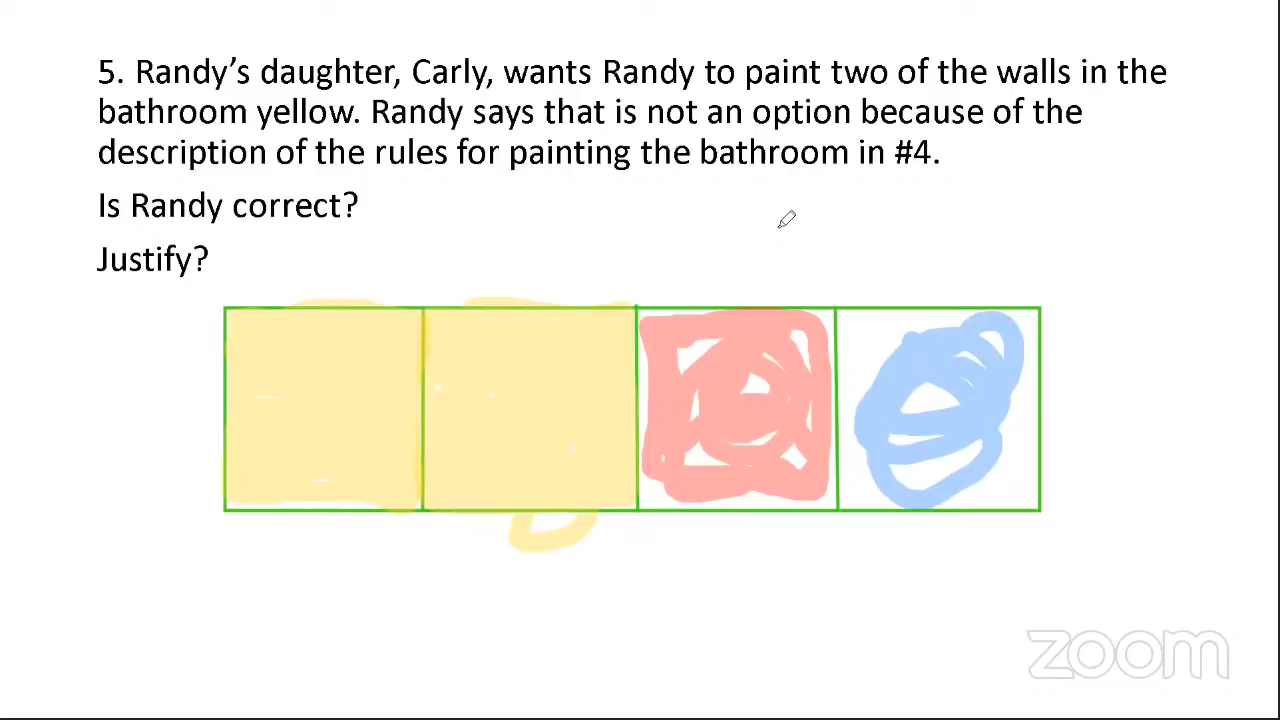 5. Randy’s daughter, Carly, wants Randy to paint two of the walls in the
bathroom yellow. Randy says that is not an option because of the
description of the rules for painting the bathroom in #4.
Is Randy correct?
Justify?
zoom